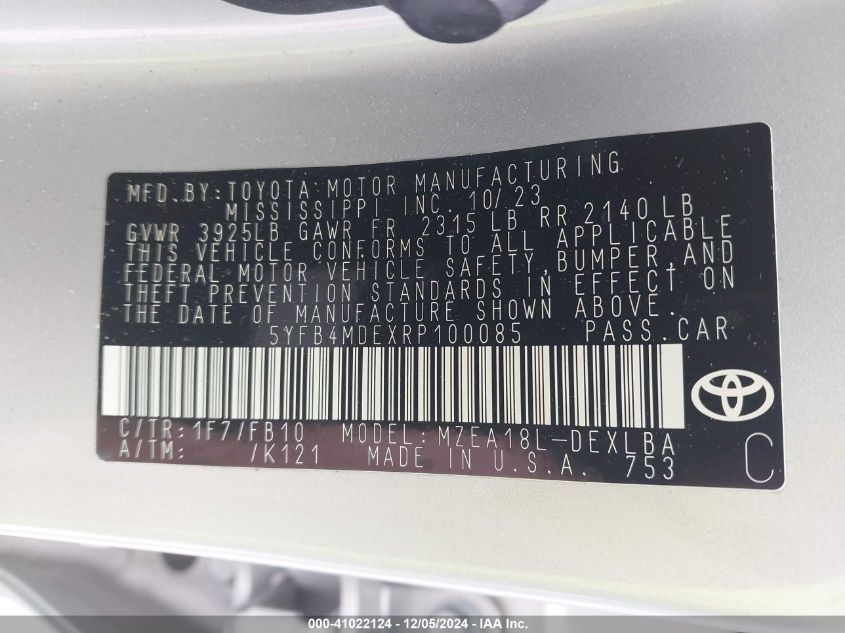 MFD. BY: TOYOTA MOTOR MANUFACTURING
MISSISSIPPI INC. 10/23
GVWR 3925LB GAWR FR 2315 LB RR 2140 LB
THIS VEHICLE CONFORMS TO ALL APPLICABLE
FEDERAL MOTOR VEHICLE SAFETY, BUMPER, AND
THEFT PREVENTION STANDARDS IN EFFECT ON
THE DATE OF MANUFACTURE SHOWN ABOVE.
5YFB4MDEXRP100085 PASS. CAR
C/TR: 1F7/FB10 MODEL: MZEA18L-DEXLBA
A/TM: /K121 MADE IN U.S.A. 753
C
000-41022124 - 12/05/2024 - IAAI.COM